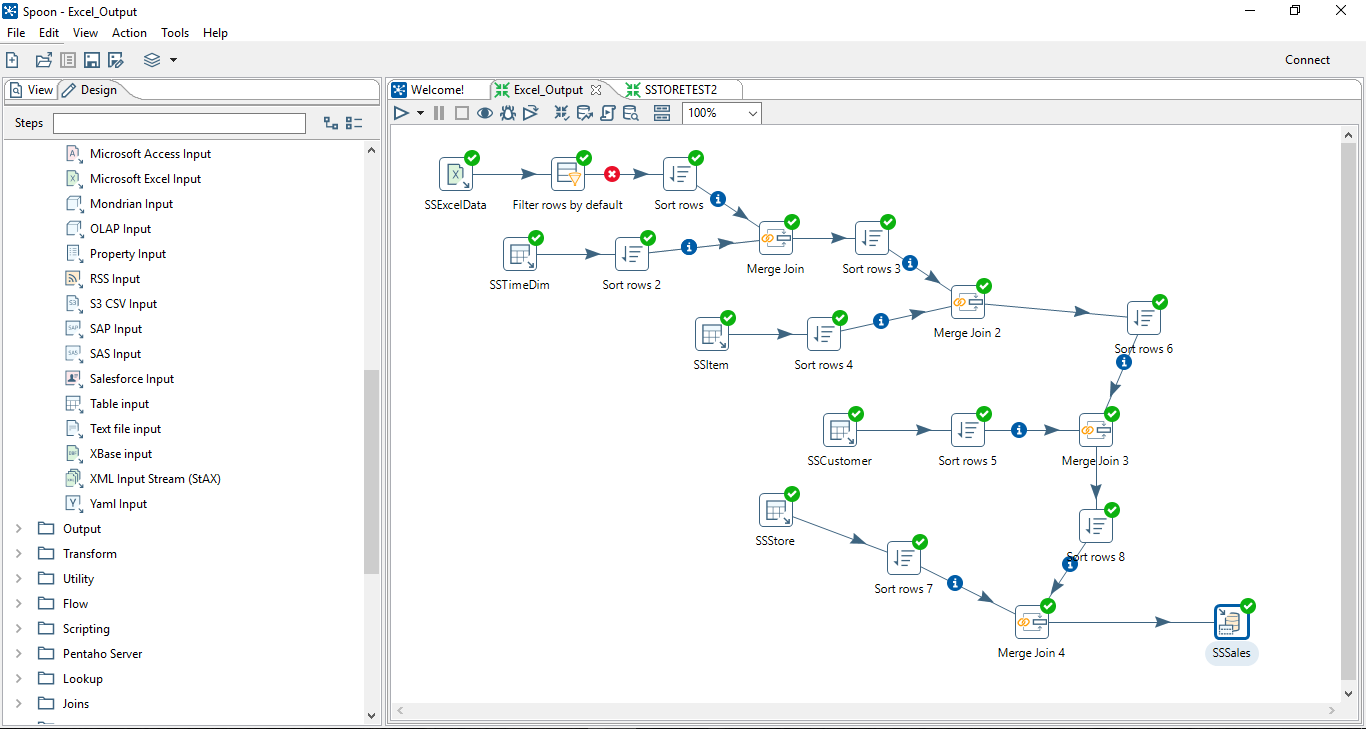 Spoon - Excel_Output
File Edit View Action Tools Help
Connect
View Design
Steps
Microsoft Access Input
Microsoft Excel Input
Mondrian Input
OLAP Input
Property Input
RSS Input
S3 CSV Input
SAP Input
SAS Input
Salesforce Input
Table input
Text file input
XBase input
XML Input Stream (StAX)
Yaml Input
Output
Transform
Utility
Flow
Scripting
Pentaho Server
Lookup
Joins
Welcome! Excel_Output SSTORETEST2
100%
SSExcelData Filter rows by default Sort rows
SSTimeDim Sort rows 2 Merge Join Sort rows 3
SSItem Sort rows 4 Merge Join 2 Sort rows 6
SSCustomer Sort rows 5 Merge Join 3
SSStore Sort rows 7 Sort rows 8
Merge Join 4 SSSales